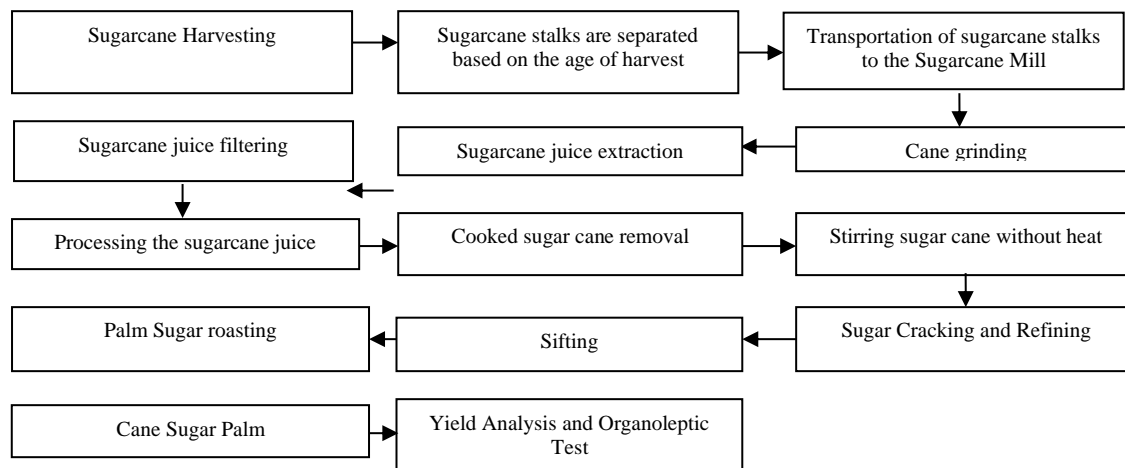 Sugarcane Harvesting
Sugarcane stalks are separated
based on the age of harvest
Transportation of sugarcane stalks
to the Sugarcane Mill
Cane grinding
Sugarcane juice extraction
Sugarcane juice filtering
Processing the sugarcane juice
Cooked sugar cane removal
Stirring sugar cane without heat
Sugar Cracking and Refining
Sifting
Palm Sugar roasting
Cane Sugar Palm
Yield Analysis and Organoleptic
Test